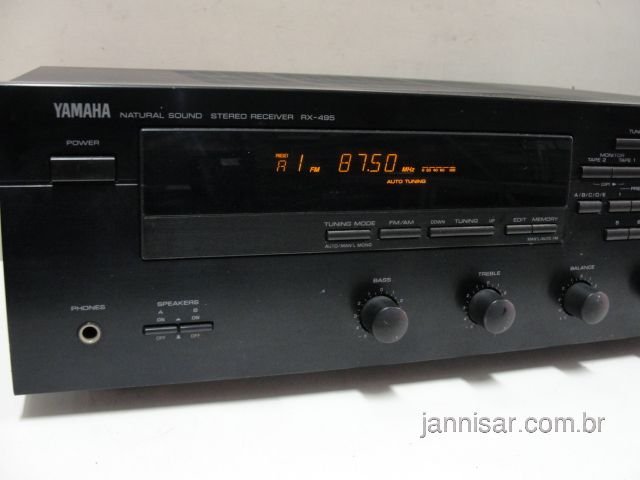 YAMAHA NATURAL SOUND STEREO RECEIVER RX-495
POWER
PRESET
A1 FM 87.50 MHz
AUTO TUNING
MONITOR
TAPE 2 TAPE 1
A/B/C/D/E 1
TUNING MODE FM/AM DOWN TUNING UP EDIT MEMORY
AUTO/MAN'L MONO MAN'L/AUTO FM
PHONES
SPEAKERS
A B
ON ON
OFF OFF
BASS
TREBLE
BALANCE
jannisar.com.br